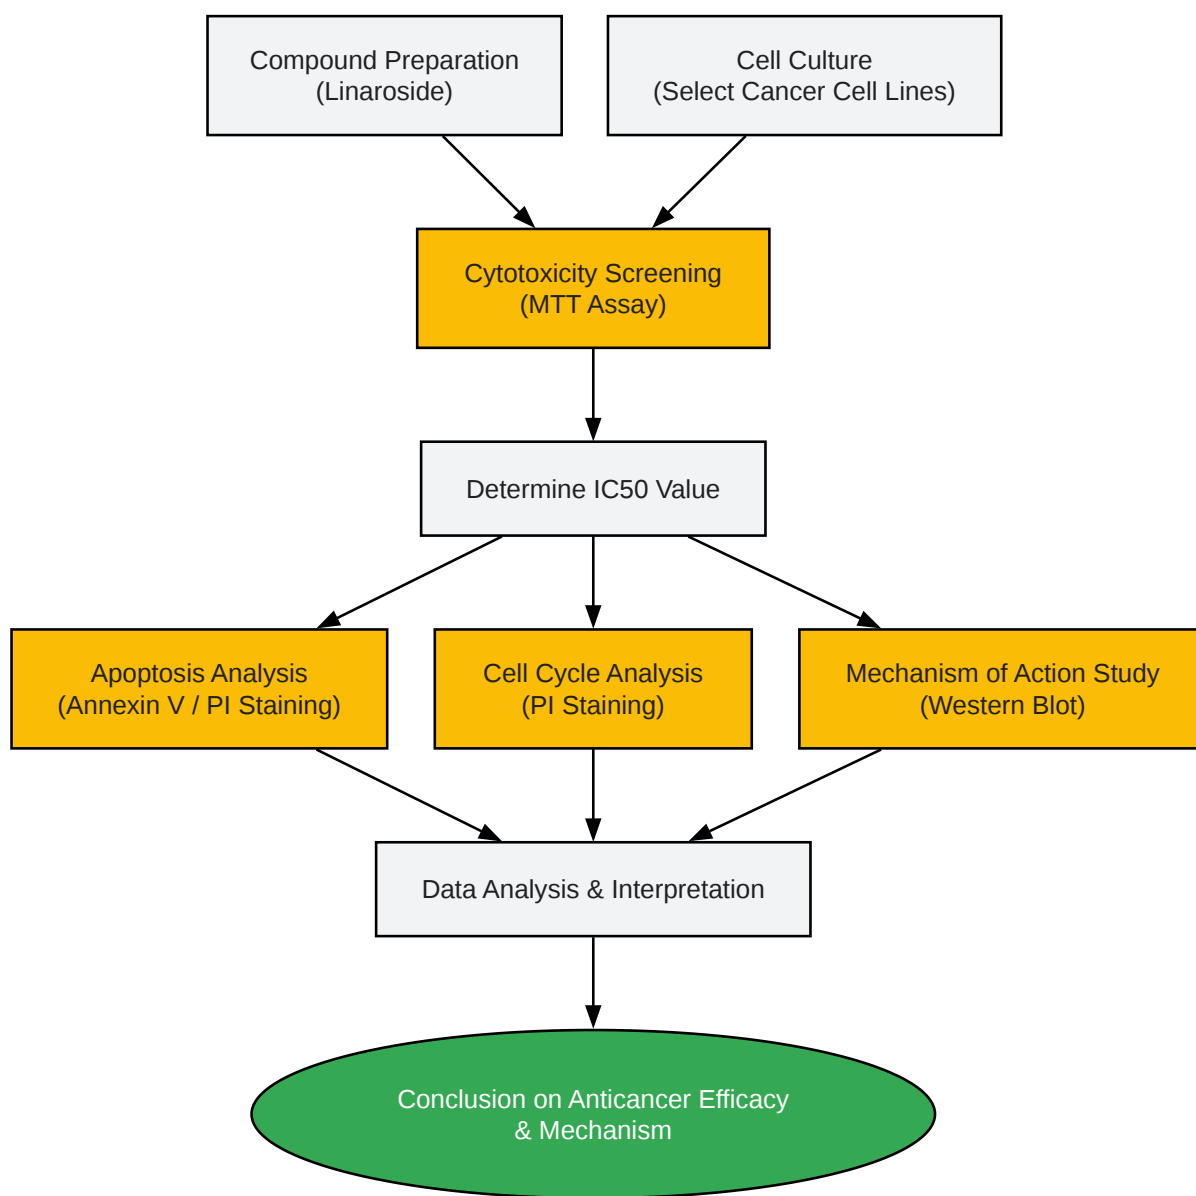 Compound Preparation
(Linaroside)
Cell Culture
(Select Cancer Cell Lines)
Cytotoxicity Screening
(MTT Assay)
Determine IC50 Value
Apoptosis Analysis
(Annexin V / PI Staining)
Cell Cycle Analysis
(PI Staining)
Mechanism of Action Study
(Western Blot)
Data Analysis & Interpretation
Conclusion on Anticancer Efficacy
& Mechanism